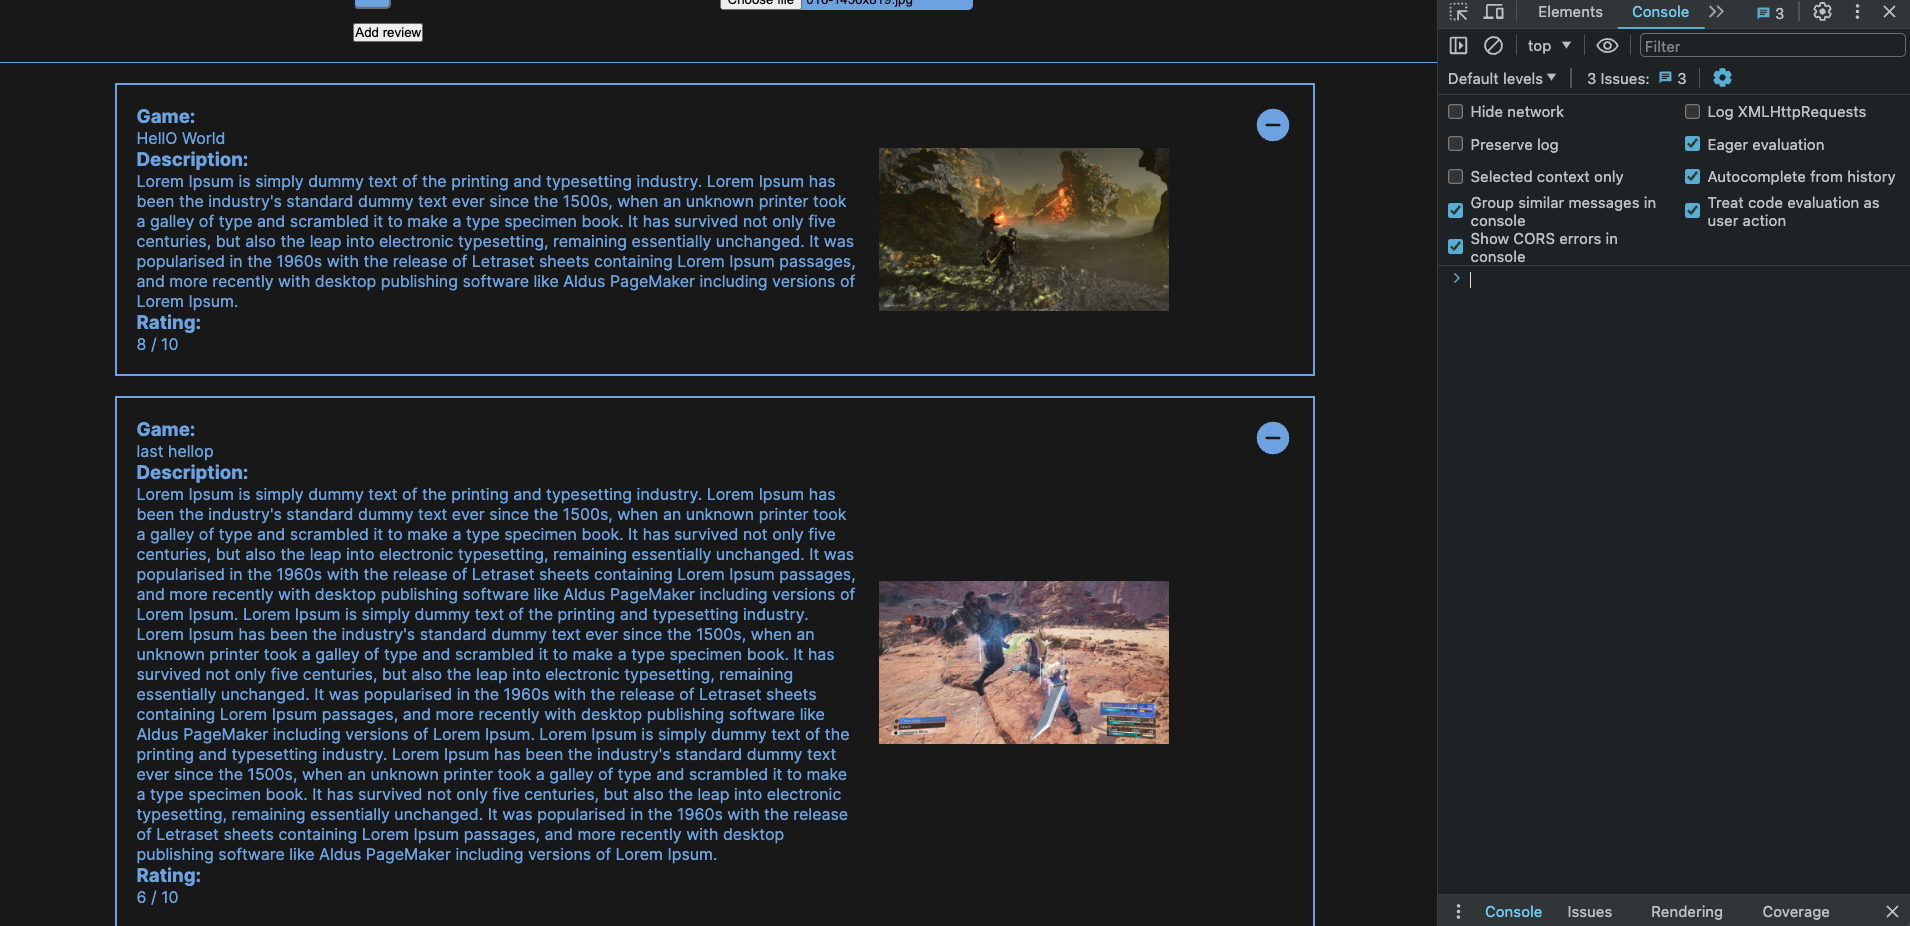 Choose file
016-1456x819.jpg
Add review
Game:
HellO World
Description:
Lorem Ipsum is simply dummy text of the printing and typesetting industry. Lorem Ipsum has
been the industry's standard dummy text ever since the 1500s, when an unknown printer took
a galley of type and scrambled it to make a type specimen book. It has survived not only five
centuries, but also the leap into electronic typesetting, remaining essentially unchanged. It was
popularised in the 1960s with the release of Letraset sheets containing Lorem Ipsum passages,
and more recently with desktop publishing software like Aldus PageMaker including versions of
Lorem Ipsum.
Rating:
8 / 10
Game:
last hellop
Description:
Lorem Ipsum is simply dummy text of the printing and typesetting industry. Lorem Ipsum has
been the industry's standard dummy text ever since the 1500s, when an unknown printer took
a galley of type and scrambled it to make a type specimen book. It has survived not only five
centuries, but also the leap into electronic typesetting, remaining essentially unchanged. It was
popularised in the 1960s with the release of Letraset sheets containing Lorem Ipsum passages,
and more recently with desktop publishing software like Aldus PageMaker including versions of
Lorem Ipsum. Lorem Ipsum is simply dummy text of the printing and typesetting industry.
Lorem Ipsum has been the industry's standard dummy text ever since the 1500s, when an
unknown printer took a galley of type and scrambled it to make a type specimen book. It has
survived not only five centuries, but also the leap into electronic typesetting, remaining
essentially unchanged. It was popularised in the 1960s with the release of Letraset sheets
containing Lorem Ipsum passages, and more recently with desktop publishing software like
Aldus PageMaker including versions of Lorem Ipsum. Lorem Ipsum is simply dummy text of the
printing and typesetting industry. Lorem Ipsum has been the industry's standard dummy text
ever since the 1500s, when an unknown printer took a galley of type and scrambled it to make
a type specimen book. It has survived not only five centuries, but also the leap into electronic
typesetting, remaining essentially unchanged. It was popularised in the 1960s with the release
of Letraset sheets containing Lorem Ipsum passages, and more recently with desktop
publishing software like Aldus PageMaker including versions of Lorem Ipsum.
Rating:
6 / 10
Elements
Console
3
top
Filter
Default levels
3 Issues:
3
Hide network
Log XMLHttpRequests
Preserve log
Eager evaluation
Selected context only
Autocomplete from history
Group similar messages in
console
Treat code evaluation as
user action
Show CORS errors in
console
Console
Issues
Rendering
Coverage